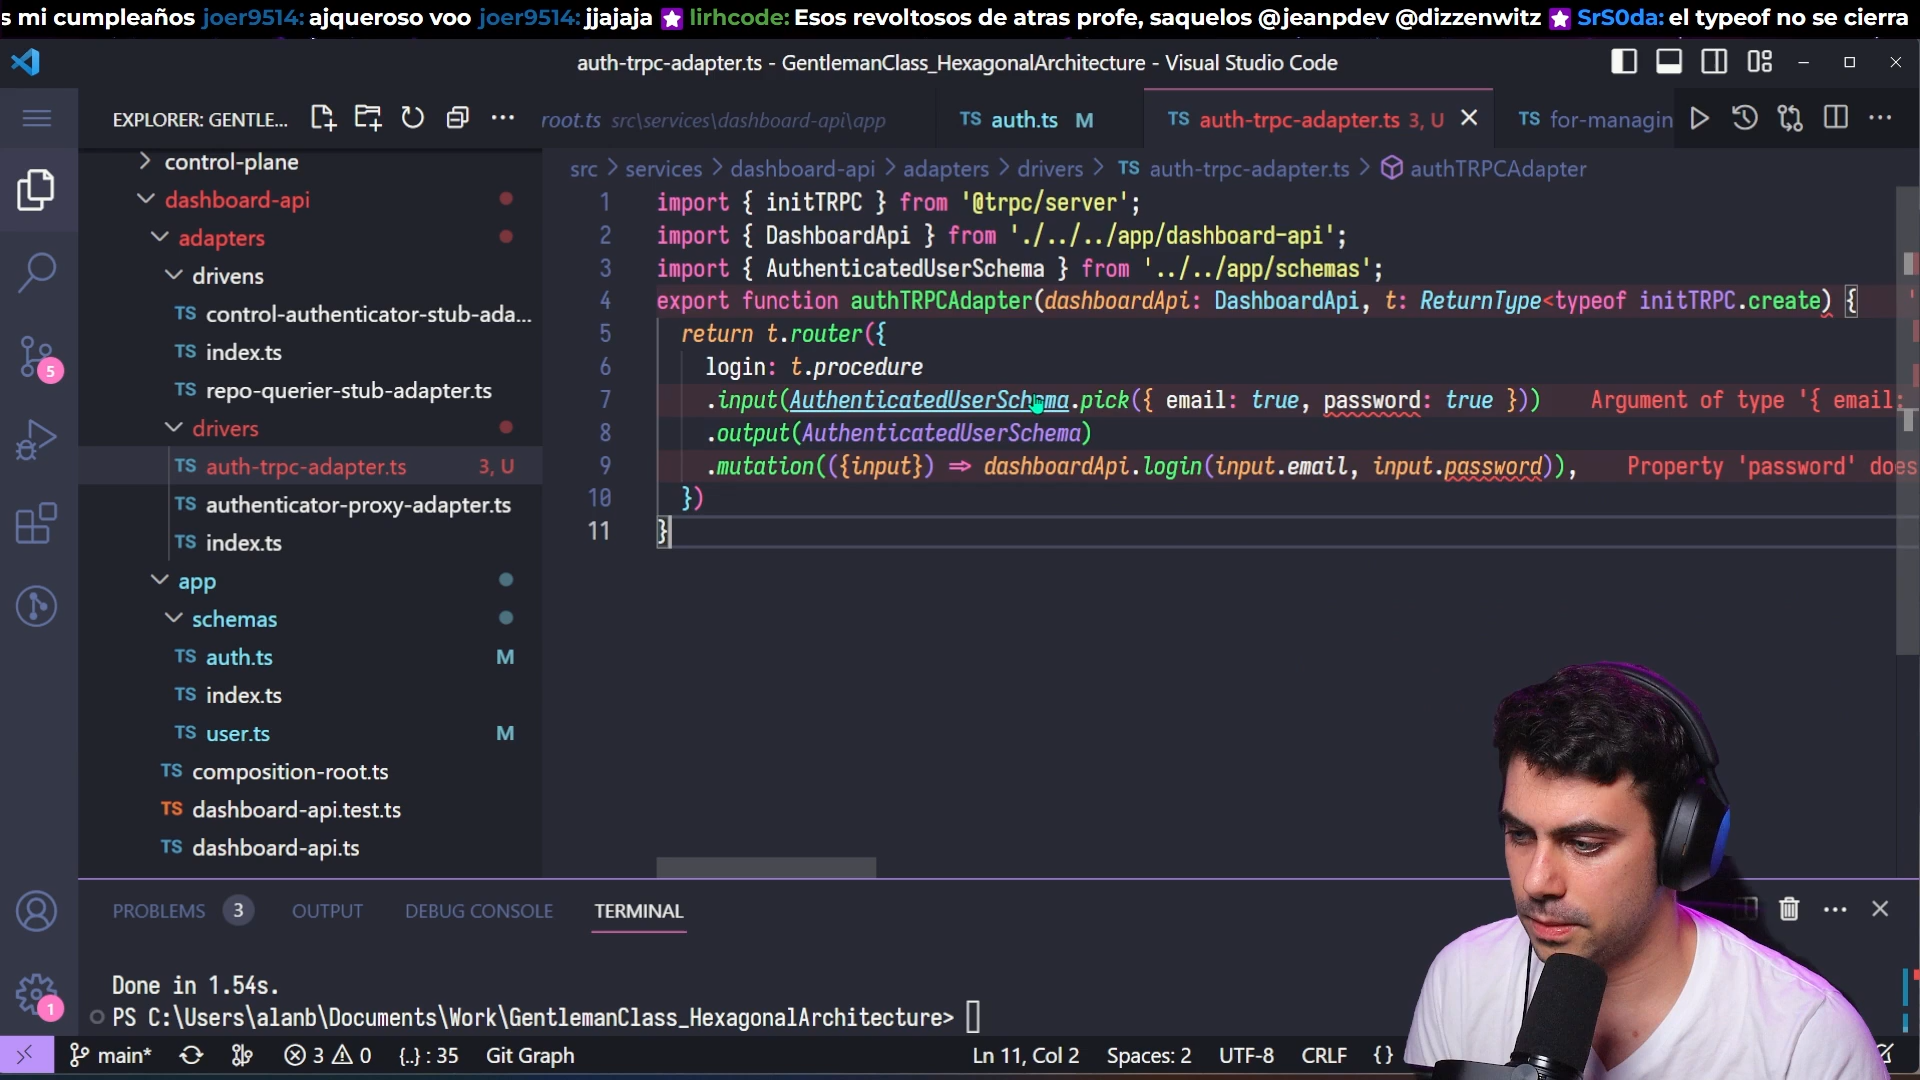 s mi cumpleaños joer9514: ajqueroso voo joer9514: jjajaja lirhcode: Esos revoltosos de atras profe, saquelos @jeanpdev @dizzenwitz SrS0da: el typeof no se cierra
auth-trpc-adapter.ts - GentlemanClass_HexagonalArchitecture - Visual Studio Code
EXPLORER: GENTLE...
root.ts src\services\dashboard-api\app
TS auth.ts M
TS auth-trpc-adapter.ts 3, U
TS for-managin
src > services > dashboard-api > adapters > drivers > TS auth-trpc-adapter.ts > authTRPCAdapter
control-plane
dashboard-api
adapters
drivens
TS control-authenticator-stub-ada...
TS index.ts
TS repo-querier-stub-adapter.ts
drivers
TS auth-trpc-adapter.ts 3, U
TS authenticator-proxy-adapter.ts
TS index.ts
app
schemas
TS auth.ts M
TS index.ts
TS user.ts M
TS composition-root.ts
TS dashboard-api.test.ts
TS dashboard-api.ts
1 import { initTRPC } from '@trpc/server';
2 import { DashboardApi } from './../../app/dashboard-api';
3 import { AuthenticatedUserSchema } from '../../app/schemas';
4 export function authTRPCAdapter(dashboardApi: DashboardApi, t: ReturnType<typeof initTRPC.create) {
5 return t.router({
6 login: t.procedure
7 .input(AuthenticatedUserSchema.pick({ email: true, password: true })) Argument of type '{ email:
8 .output(AuthenticatedUserSchema)
9 .mutation(({input}) => dashboardApi.login(input.email, input.password)), Property 'password' does
10 })
11 }
5
1
PROBLEMS 3 OUTPUT DEBUG CONSOLE TERMINAL
Done in 1.54s.
PS C:\Users\alanb\Documents\Work\GentlemanClass_HexagonalArchitecture>
main* 3 0 {..} : 35 Git Graph Ln 11, Col 2 Spaces: 2 UTF-8 CRLF {}